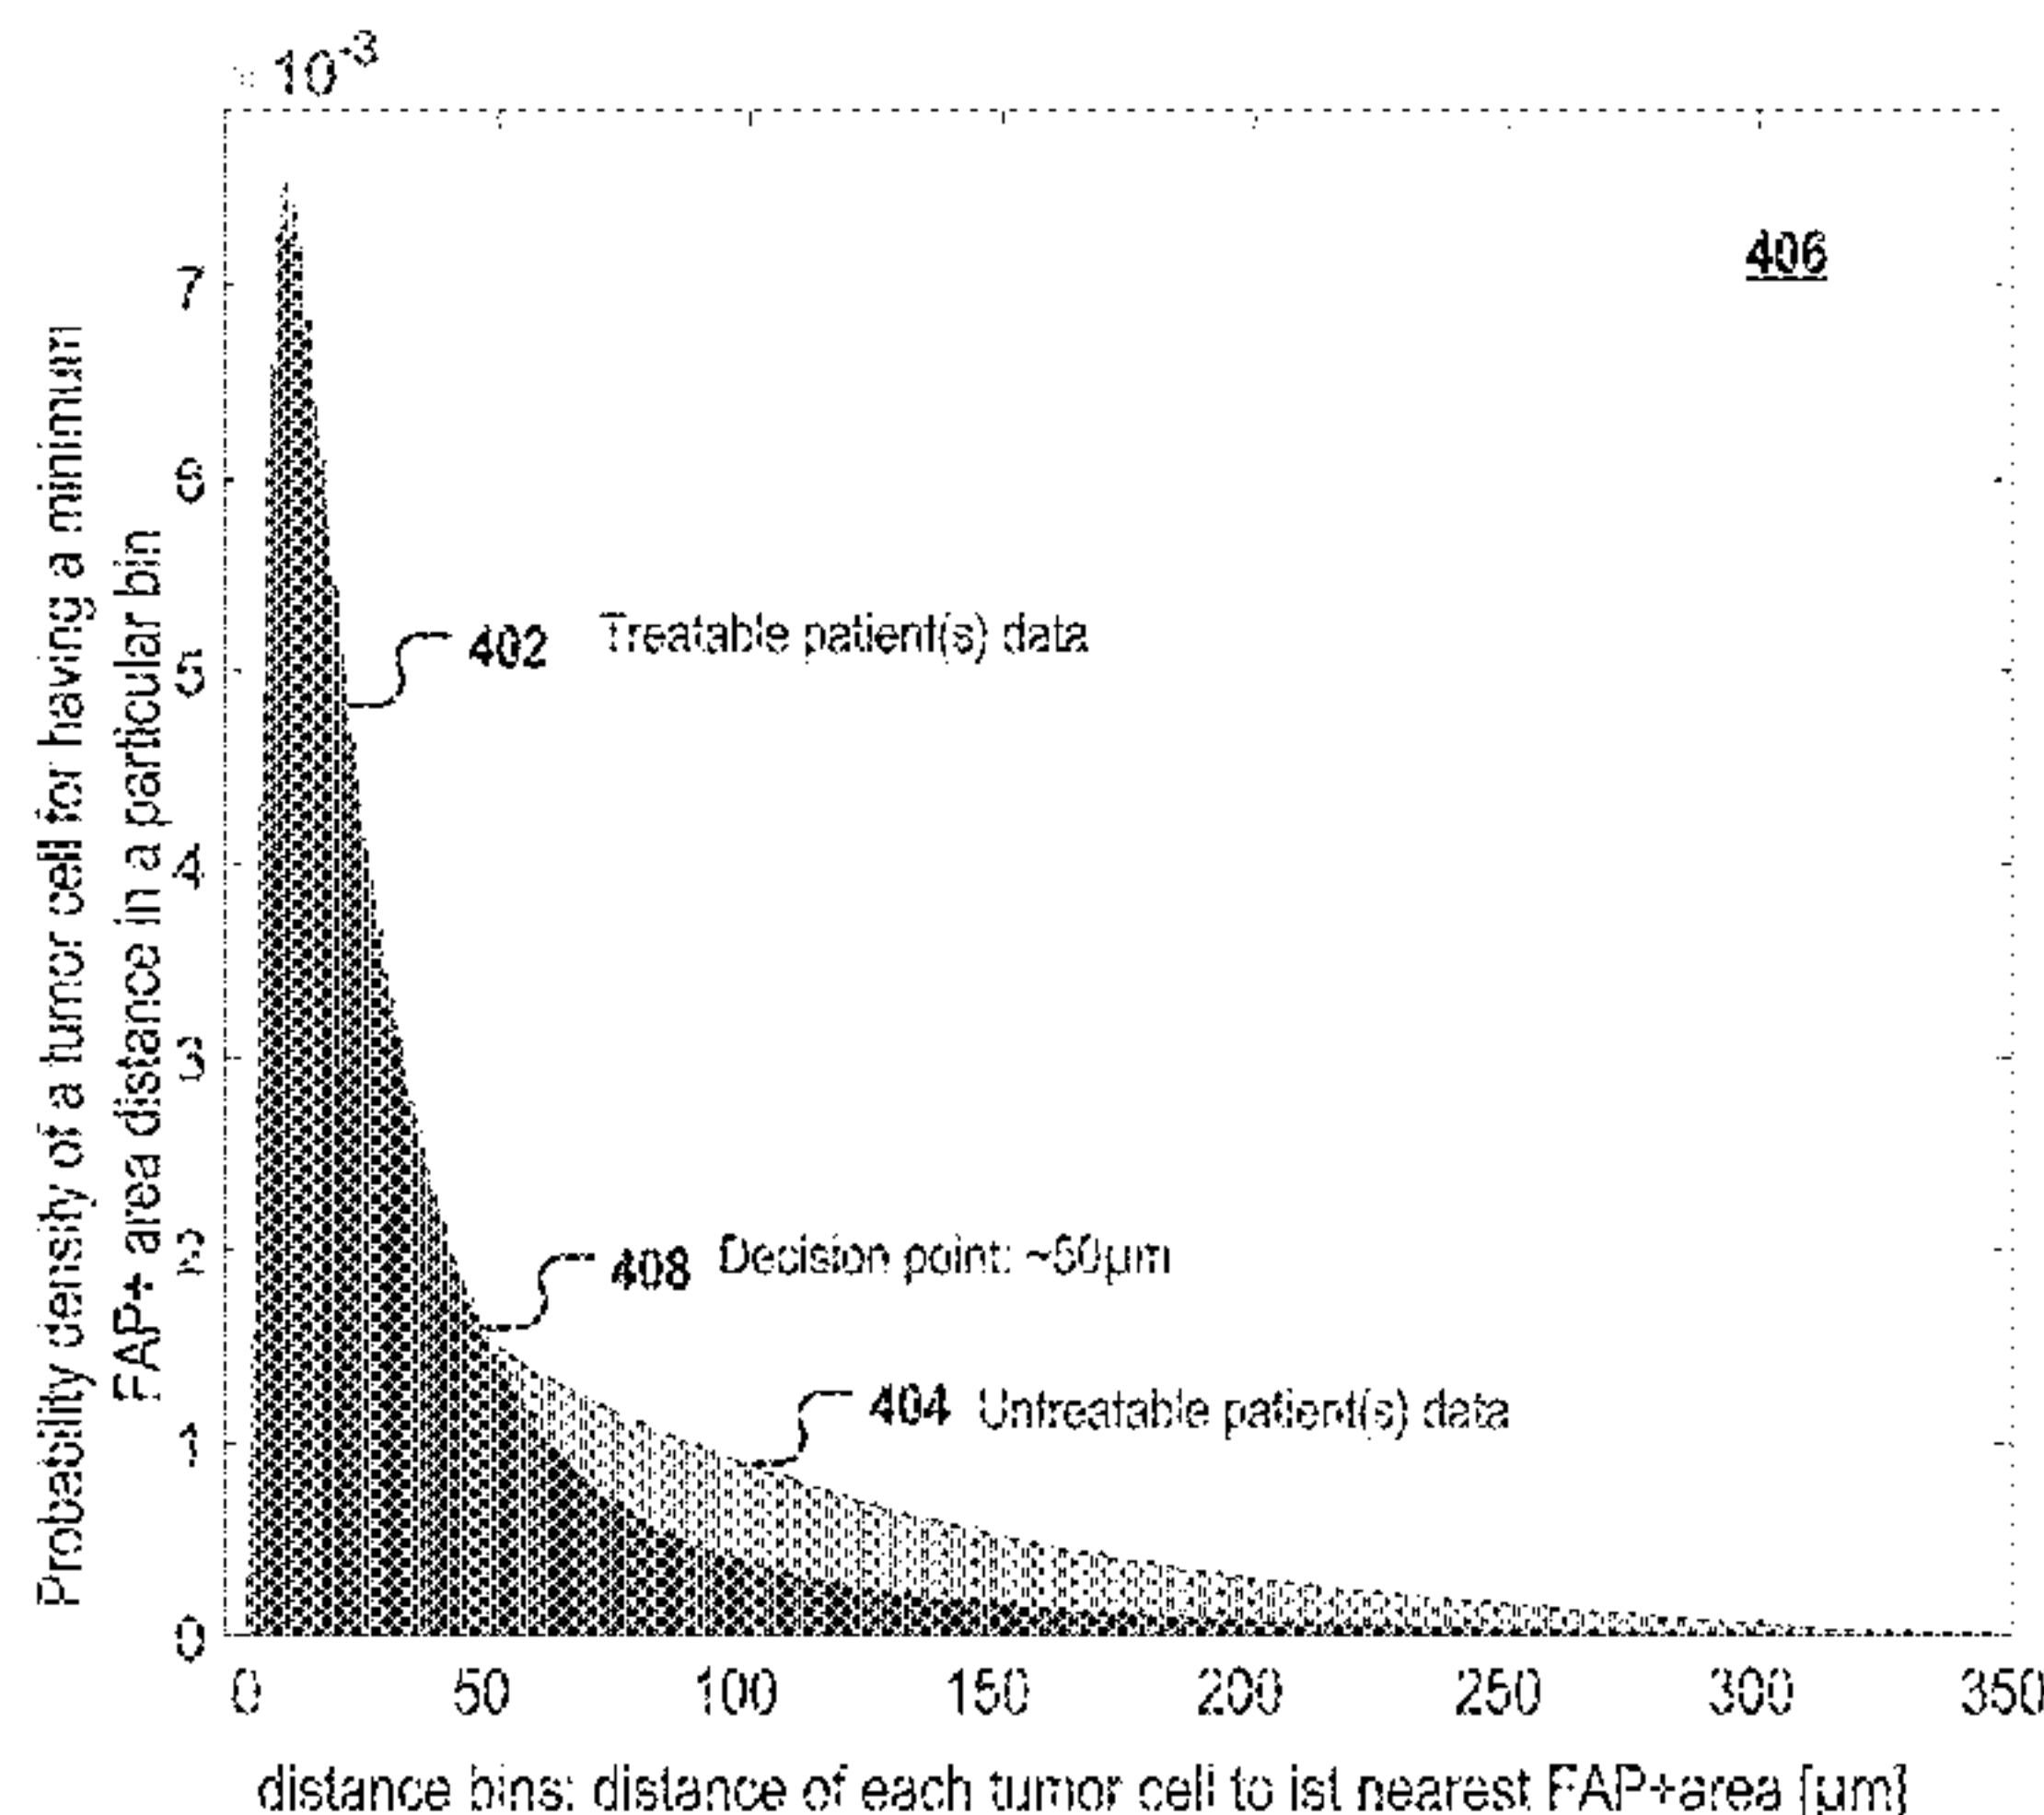 10-3
406
7
6
5
4
3
2
1
0
Probability density of a tumor cell for having a minimum
FAP+ area distance in a particular bin
402 Treatable patient(s) data
408 Decision point: ~50µm
404 Untreatable patient(s) data
0 50 100 150 200 250 300 350
distance bins: distance of each tumor cell to ist nearest FAP+area [µm]